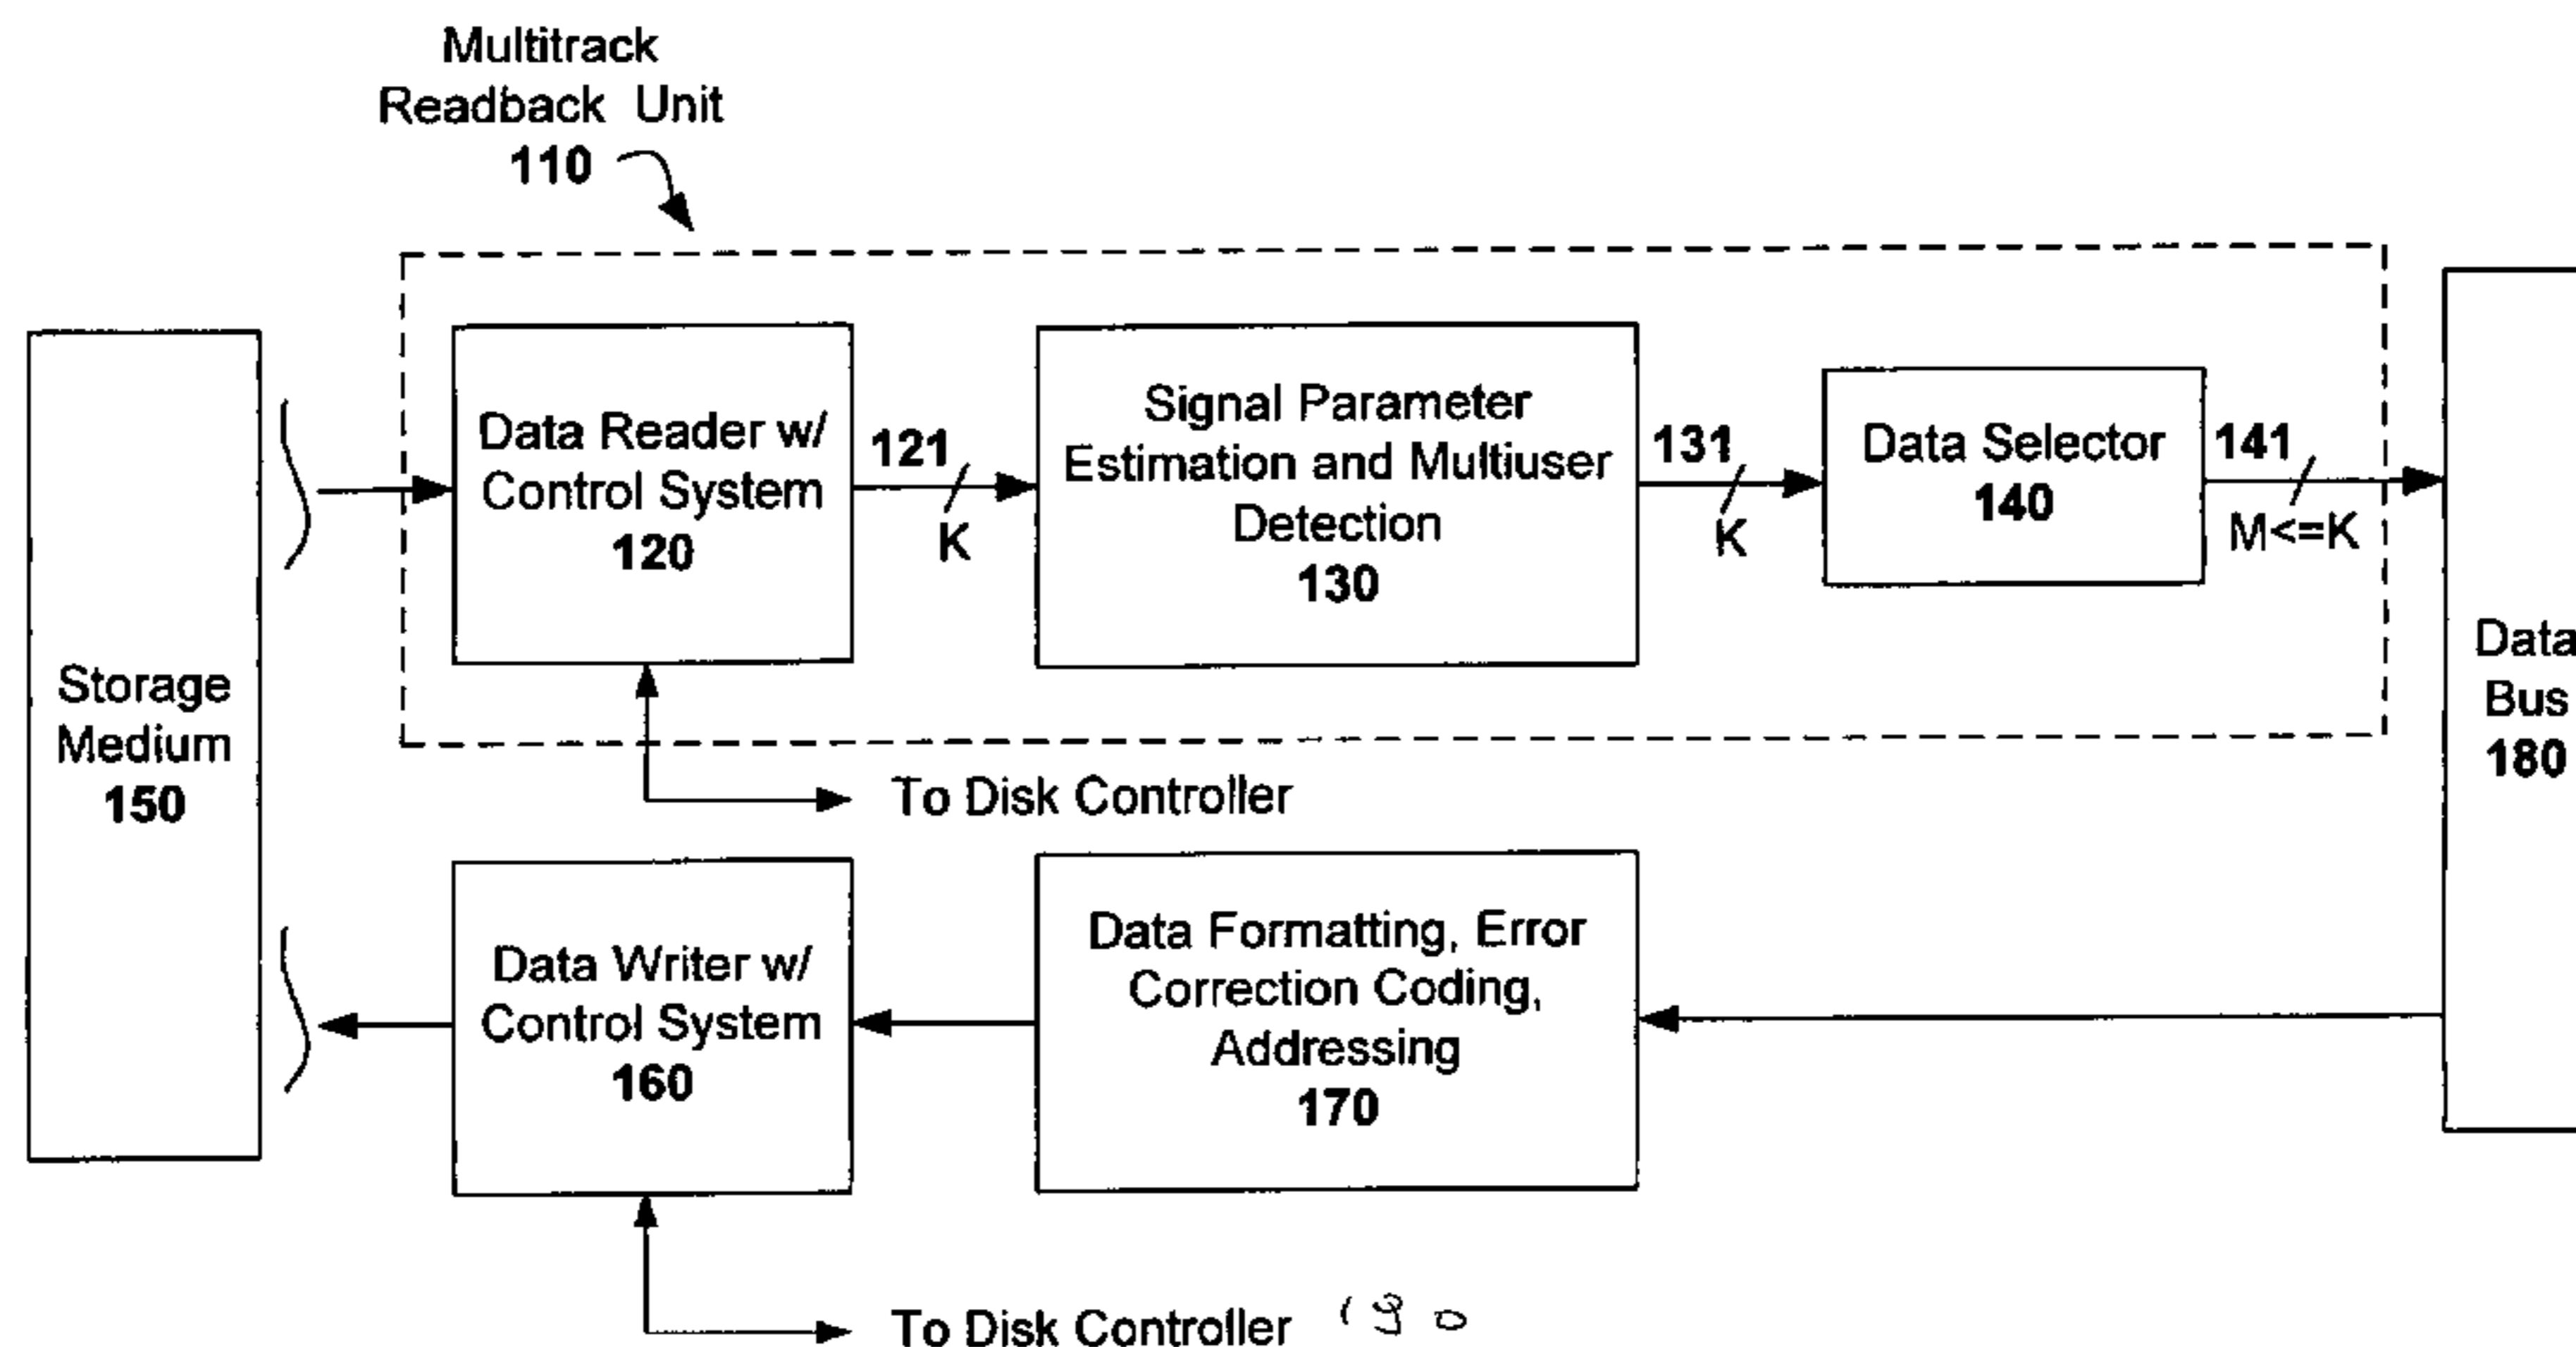 Multitrack
Readback Unit
110
Storage
Medium
150
Data Reader w/
Control System
120
121
K
Signal Parameter
Estimation and Multiuser
Detection
130
131
K
Data Selector
140
141
M<=K
Data
Bus
180
To Disk Controller
Data Writer w/
Control System
160
Data Formatting, Error
Correction Coding,
Addressing
170
To Disk Controller 190